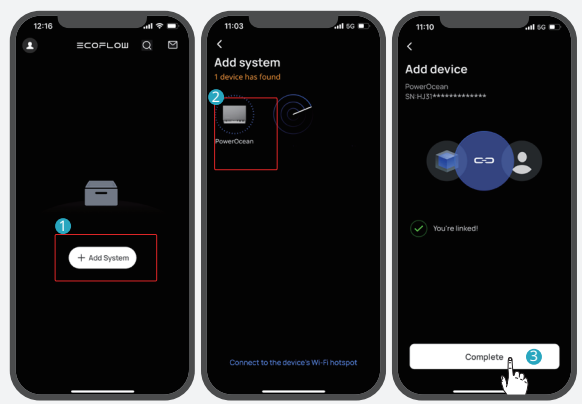 12:16
ECOFLOW
1
+ Add System
11:03
5G
Add system
1 device has found
2
PowerOcean
Connect to the device's Wi-Fi hotspot
11:10
5G
Add device
PowerOcean
SN:HJ31*************
You're linked!
Complete
3